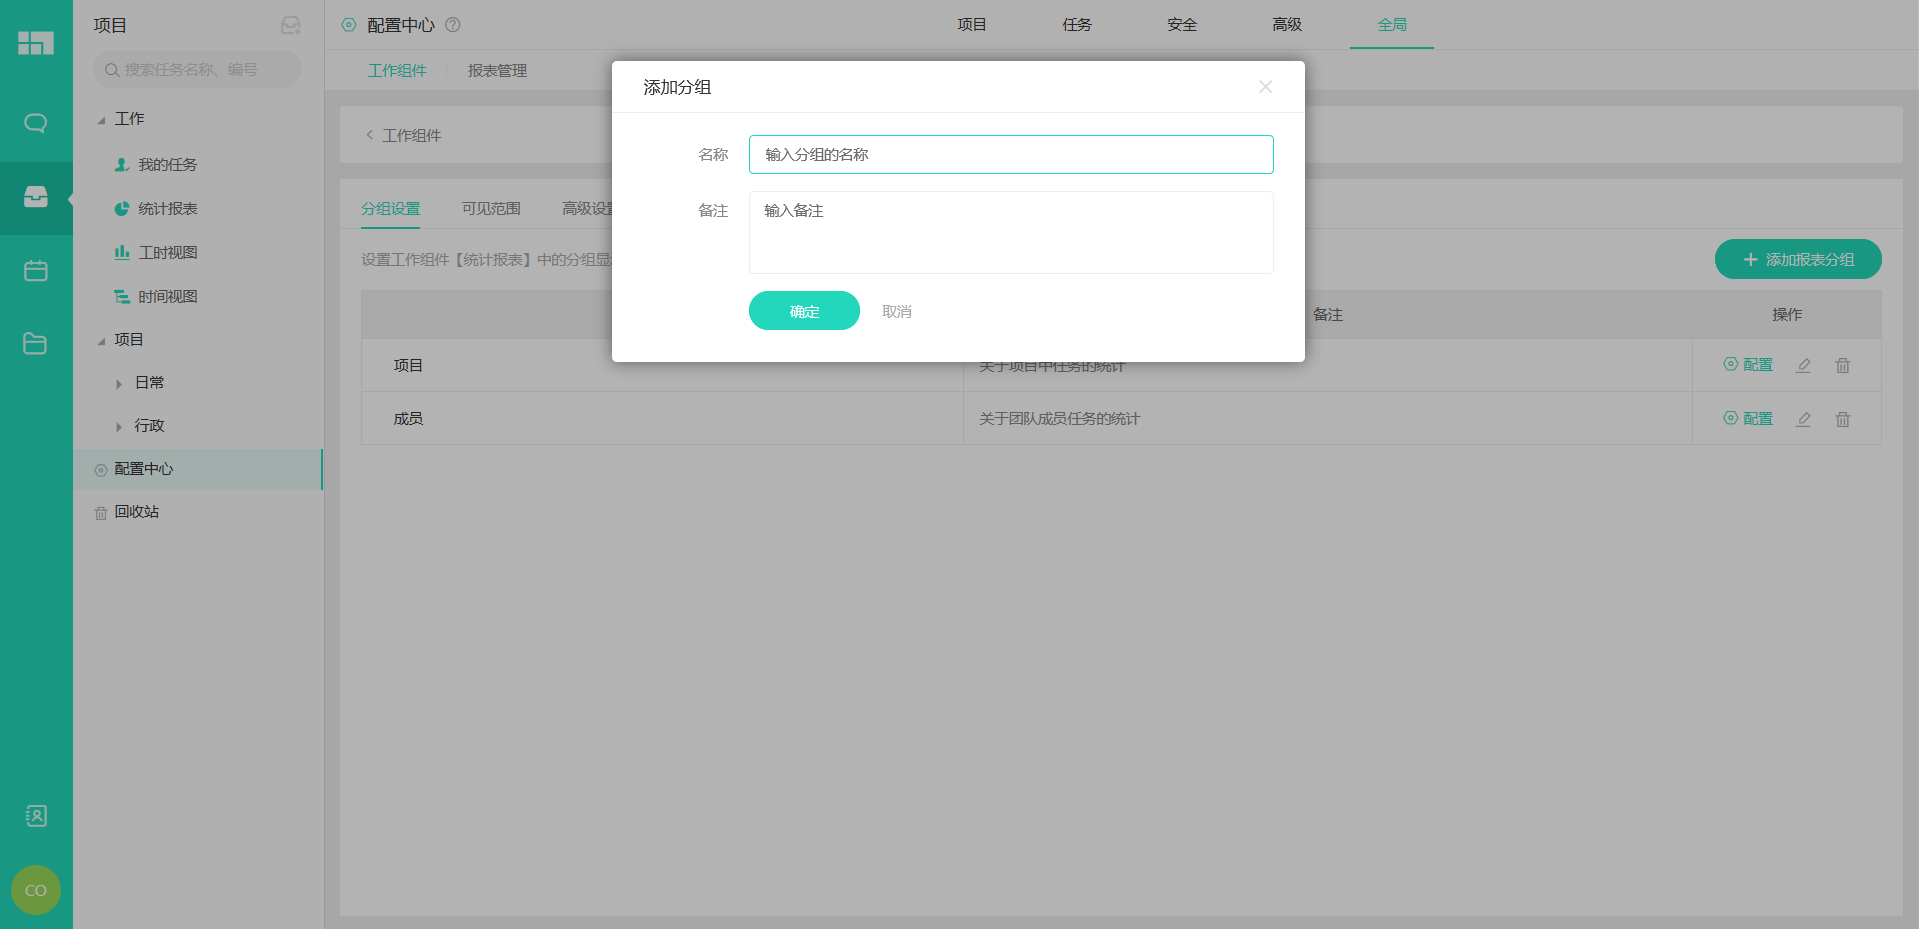 项目
搜索任务名称、编号
工作
我的任务
统计报表
工时视图
时间视图
项目
日常
行政
配置中心
回收站
CO
配置中心
项目
任务
安全
高级
全局
工作组件
报表管理
工作组件
分组设置
可见范围
高级设置
设置工作组件【统计报表】中的分组显
添加报表分组
备注
操作
项目
关于项目中任务的统计
配置
成员
关于团队成员任务的统计
配置
添加分组
名称
输入分组的名称
备注
输入备注
确定
取消